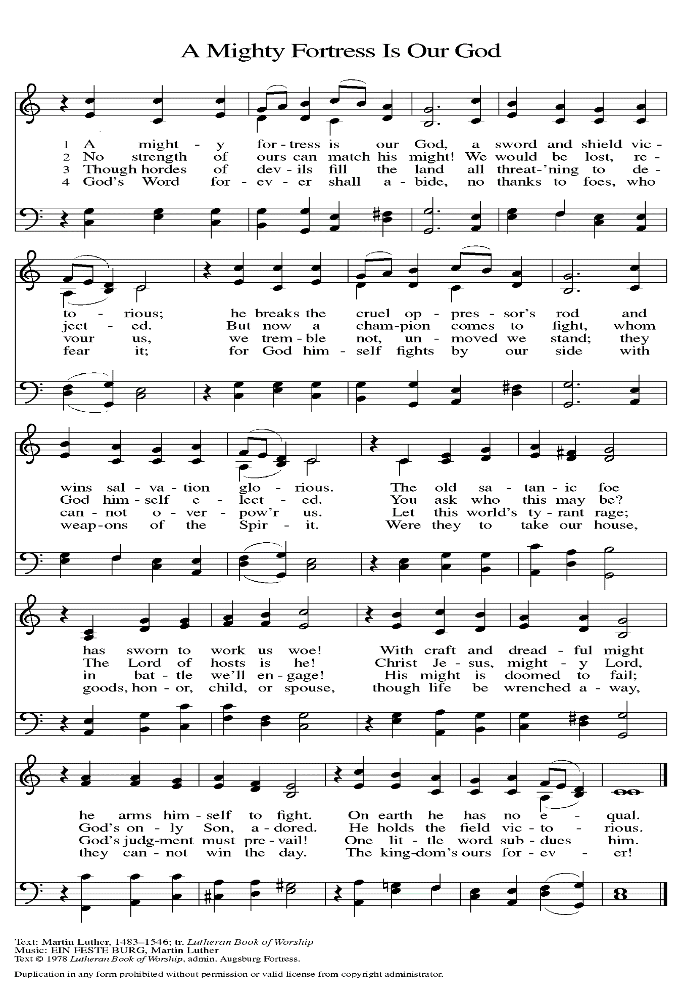 A Mighty Fortress Is Our God
1 A might - y for - tress is our God, a sword and shield vic -
2 No strength of ours can match his might! We would be lost, re -
3 Though hordes of dev - ils fill the land all threat - 'ning to de -
4 God's Word for - ev - er shall a - bide, no thanks to foes, who
to - rious; he breaks the cruel op - pres - sor's rod and
ject - ed. But now a cham - pion comes to fight, whom
vour us, we trem - ble not, un - moved we stand; they
fear it; for God him - self fights by our side with
wins sal - va - tion glo - rious. The old sa - tan - ic foe
God him - self e - lect - ed. You ask who this may be?
can - not o - ver - pow'r us. Let this world's ty - rant rage;
weap - ons of the Spir - it. Were they to take our house,
has sworn to work us woe! With craft and dread - ful might
The Lord of hosts is he! Christ Je - sus, might - y Lord,
in bat - tle we'll en - gage! His might is doomed to fail;
goods, hon - or, child, or spouse, though life be wrenched a - way,
he arms him - self to fight. On earth he has no e - qual.
God's on - ly Son, a - dored. He holds the field vic - to - rious.
God's judg - ment must pre - vail! One lit - tle word sub - dues him.
they can - not win the day. The king - dom's ours for - ev - er!
Text: Martin Luther, 1483–1546; tr. Lutheran Book of Worship
Music: EIN FESTE BURG, Martin Luther
Text © 1978 Lutheran Book of Worship, admin. Augsburg Fortress.
Duplication in any form prohibited without permission or valid license from copyright administrator.